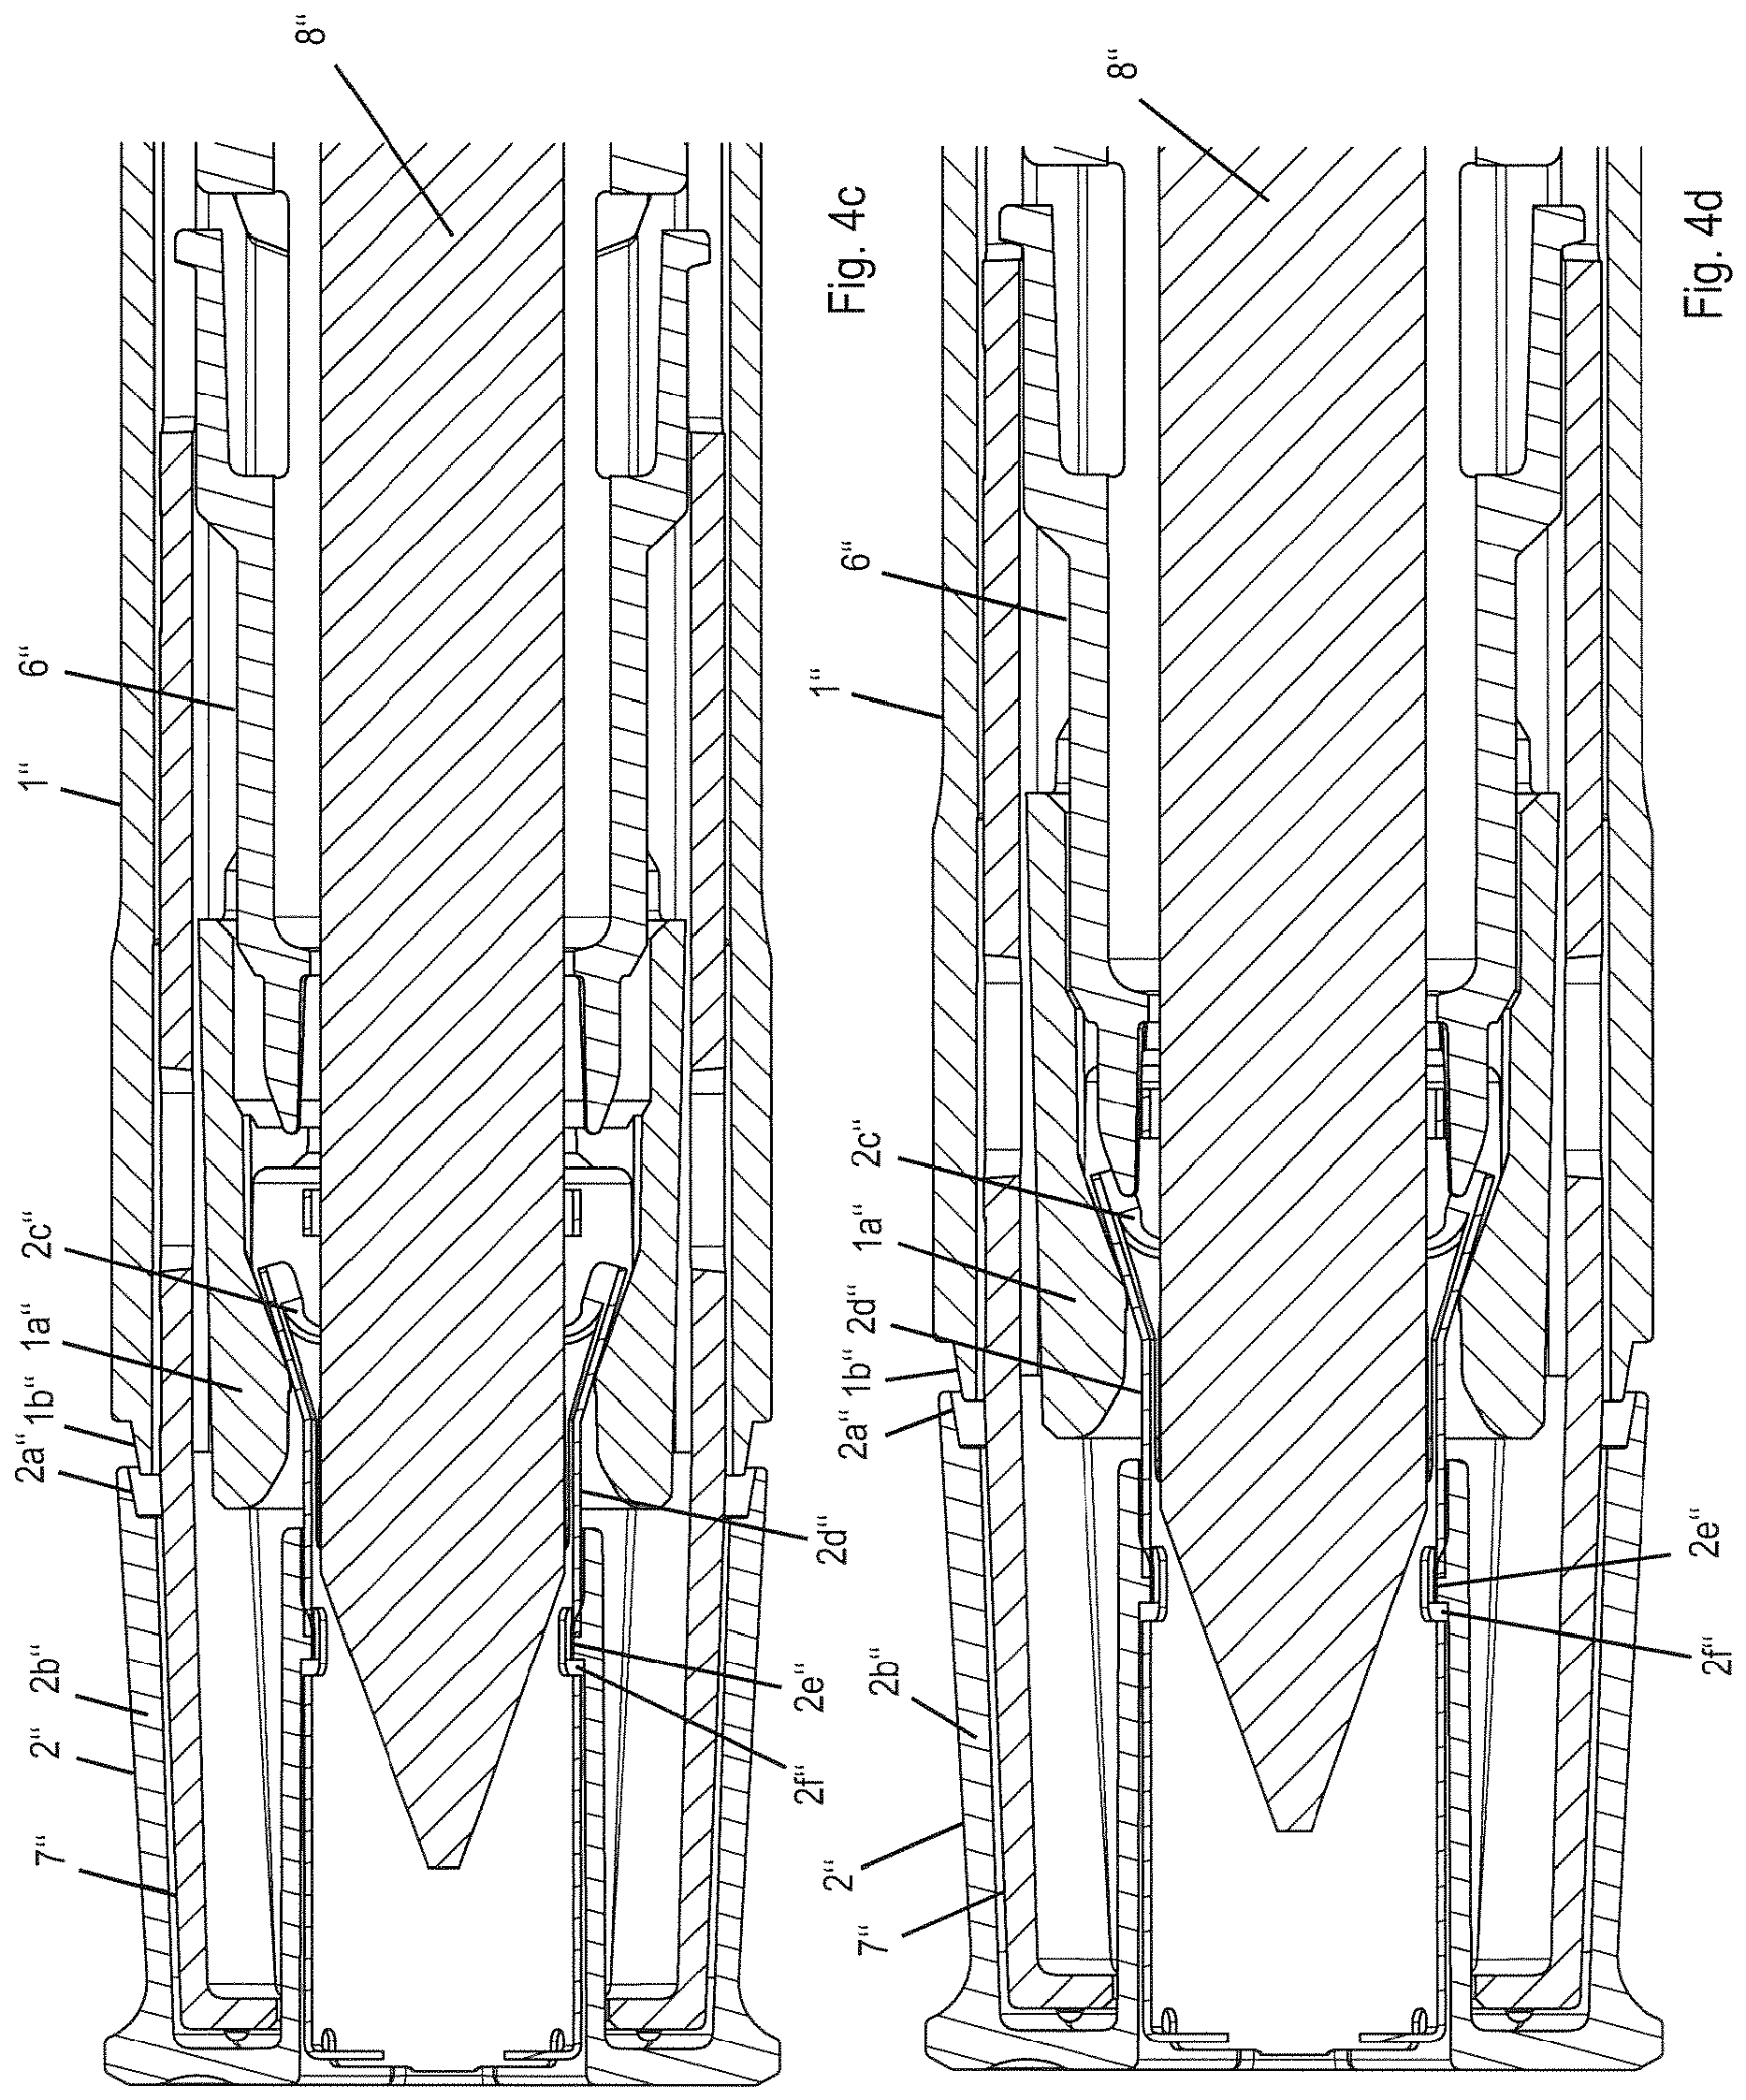 8“
6“
1“
2c“
1a“
1b“
2a“
2d“
2e“
2b“
2f“
2“
7“
Fig. 4c
8“
6“
1“
2c“
1a“
2d“
1b“
2a“
2e“
2f“
2b“
2“
7“
Fig. 4d